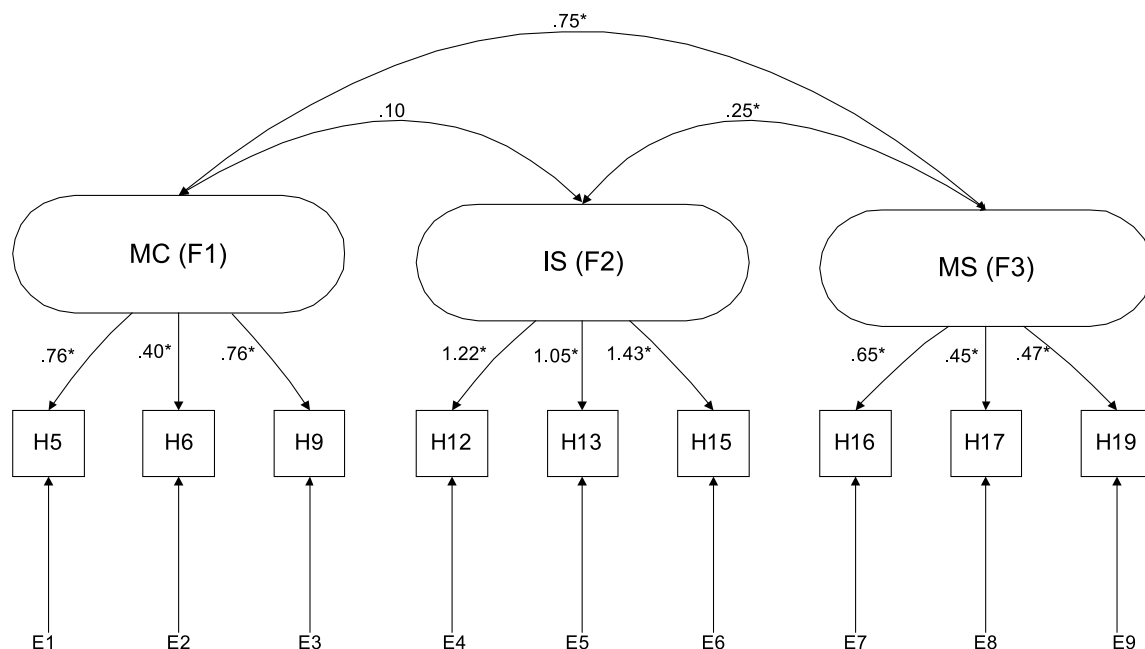 .75*
.10
.25*
MC (F1)
IS (F2)
MS (F3)
.76*
.40*
.76*
1.22*
1.05*
1.43*
.65*
.45*
.47*
H5
H6
H9
H12
H13
H15
H16
H17
H19
E1
E2
E3
E4
E5
E6
E7
E8
E9